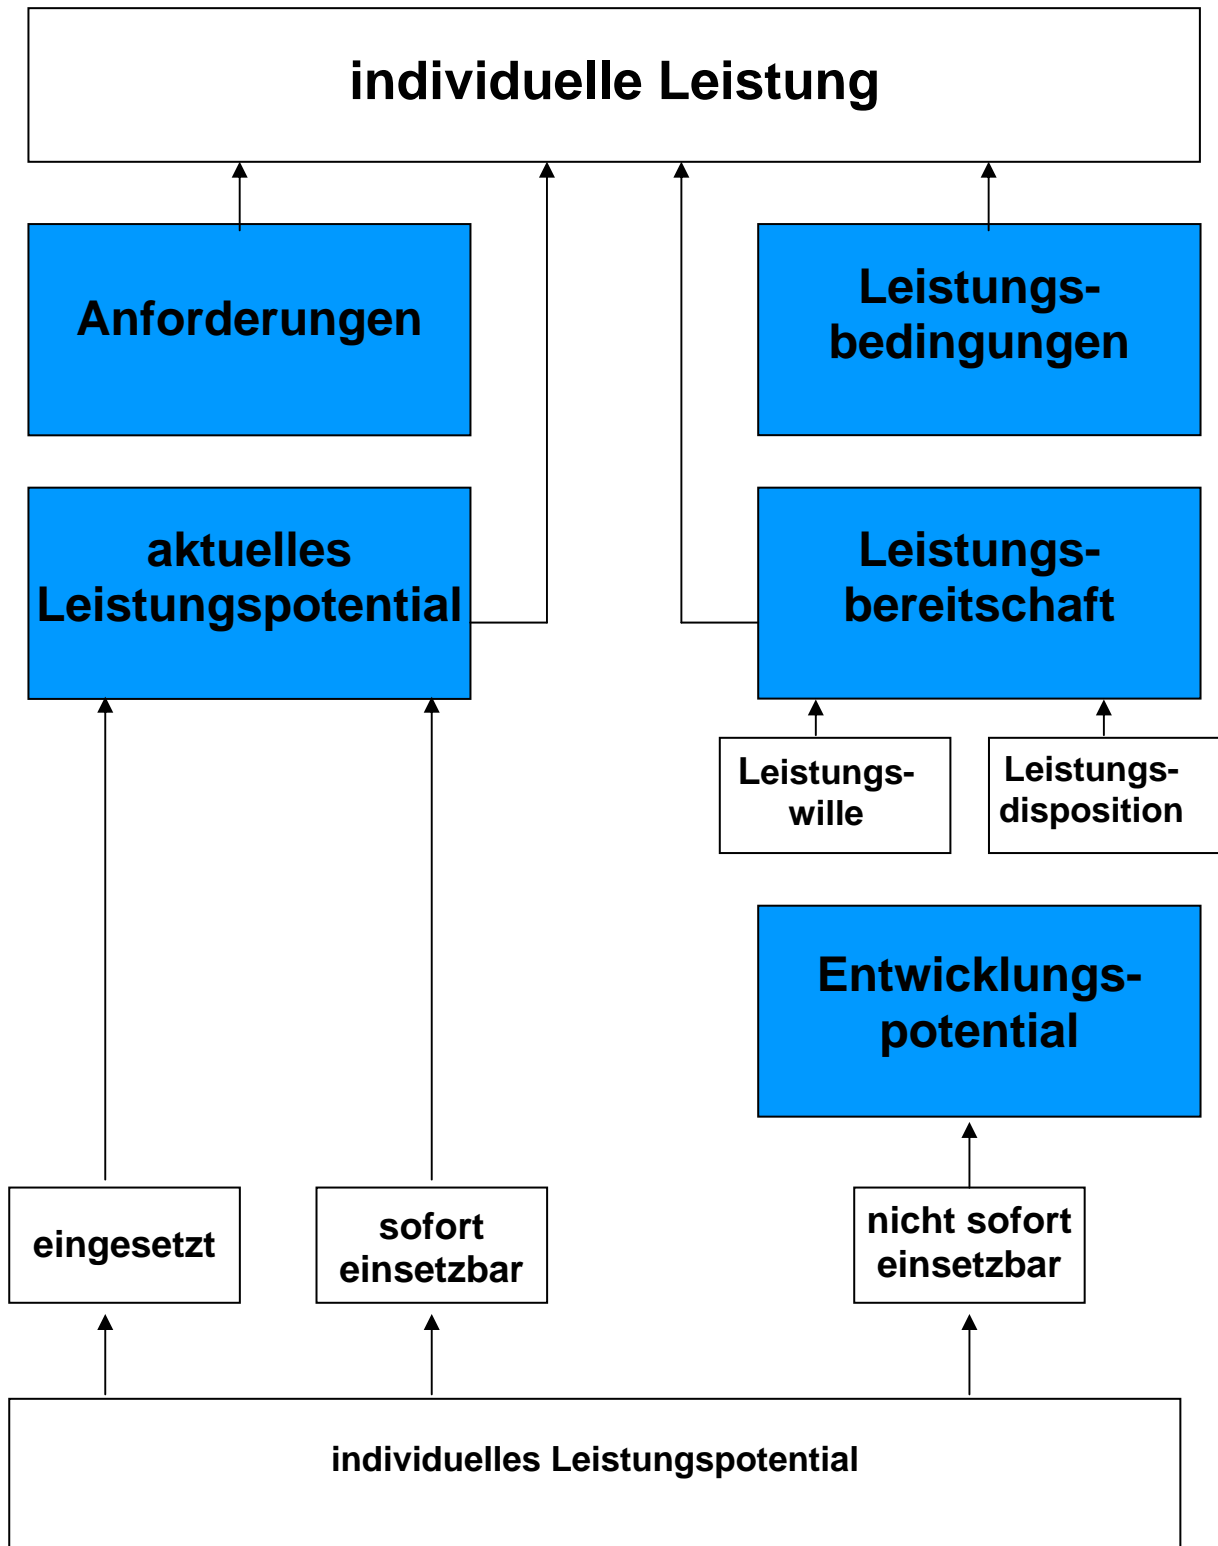 individuelle Leistung
Anforderungen
Leistungs-
bedingungen
aktuelles
Leistungspotential
Leistungs-
bereitschaft
Leistungs-
wille
Leistungs-
disposition
Entwicklungs-
potential
eingesetzt
sofort
einsetzbar
nicht sofort
einsetzbar
individuelles Leistungspotential